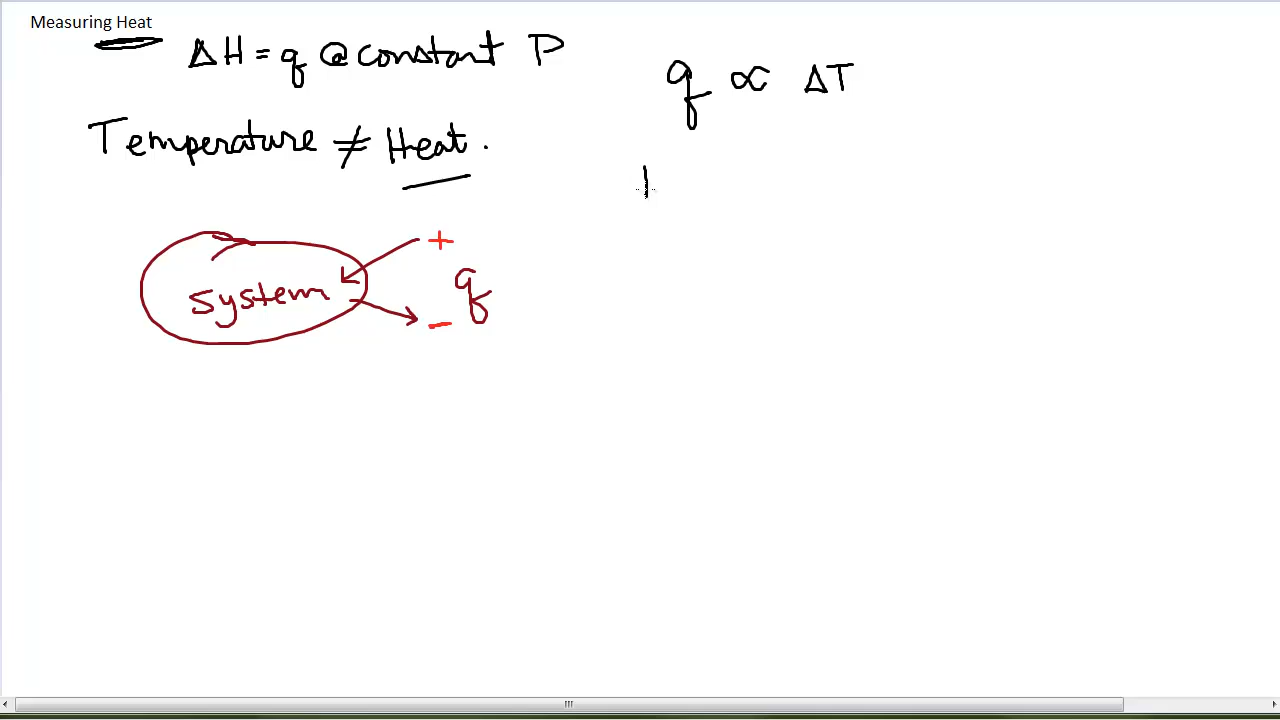 Measuring Heat
ΔH = q @ constant P
q ∝ ΔT
Temperature ≠ Heat.
+
system
q
-